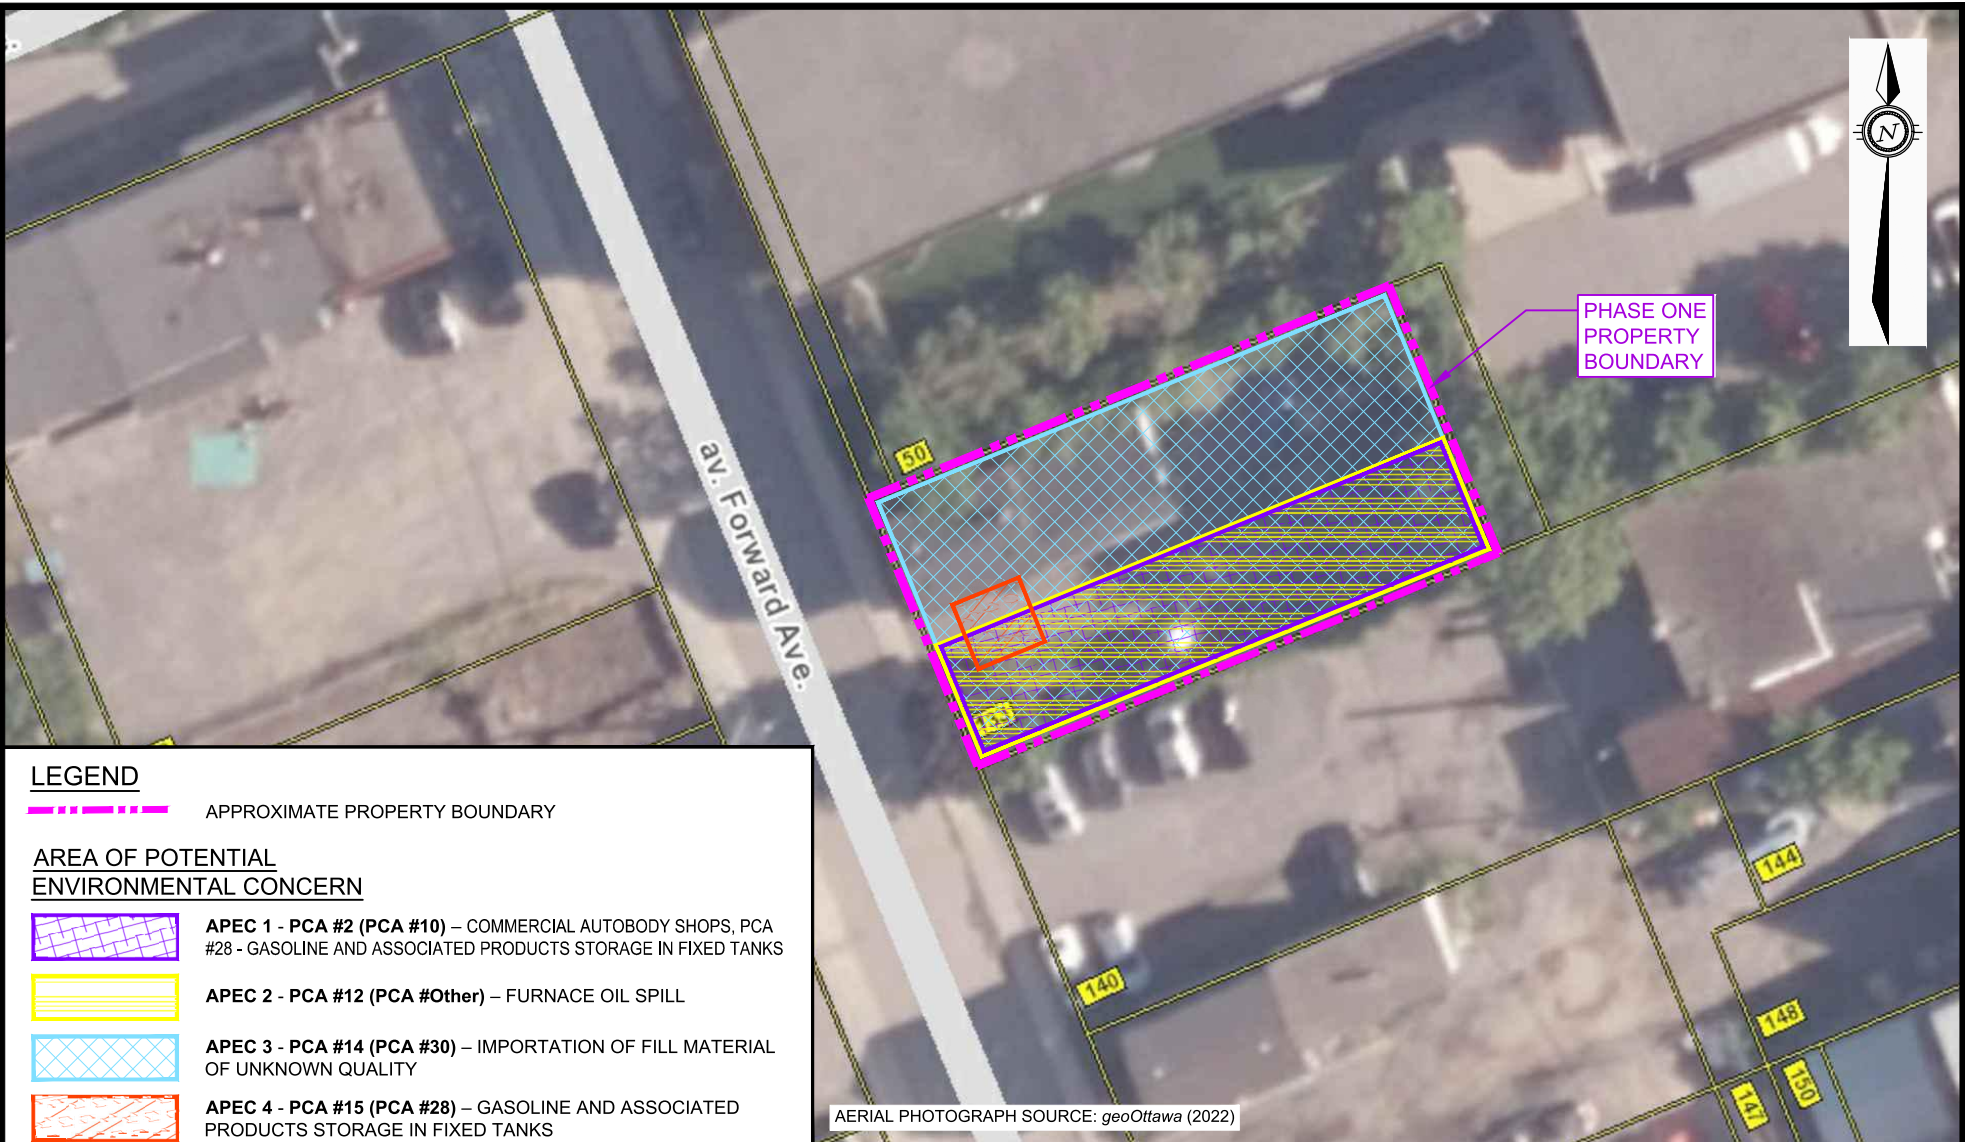 N
PHASE ONE
PROPERTY
BOUNDARY
50
av. Forward Ave.
140
144
148
147
150
LEGEND
APPROXIMATE PROPERTY BOUNDARY
AREA OF POTENTIAL
ENVIRONMENTAL CONCERN
APEC 1 - PCA #2 (PCA #10) – COMMERCIAL AUTOBODY SHOPS, PCA
#28 - GASOLINE AND ASSOCIATED PRODUCTS STORAGE IN FIXED TANKS
APEC 2 - PCA #12 (PCA #Other) – FURNACE OIL SPILL
APEC 3 - PCA #14 (PCA #30) – IMPORTATION OF FILL MATERIAL
OF UNKNOWN QUALITY
APEC 4 - PCA #15 (PCA #28) – GASOLINE AND ASSOCIATED
PRODUCTS STORAGE IN FIXED TANKS
AERIAL PHOTOGRAPH SOURCE: geoOttawa (2022)